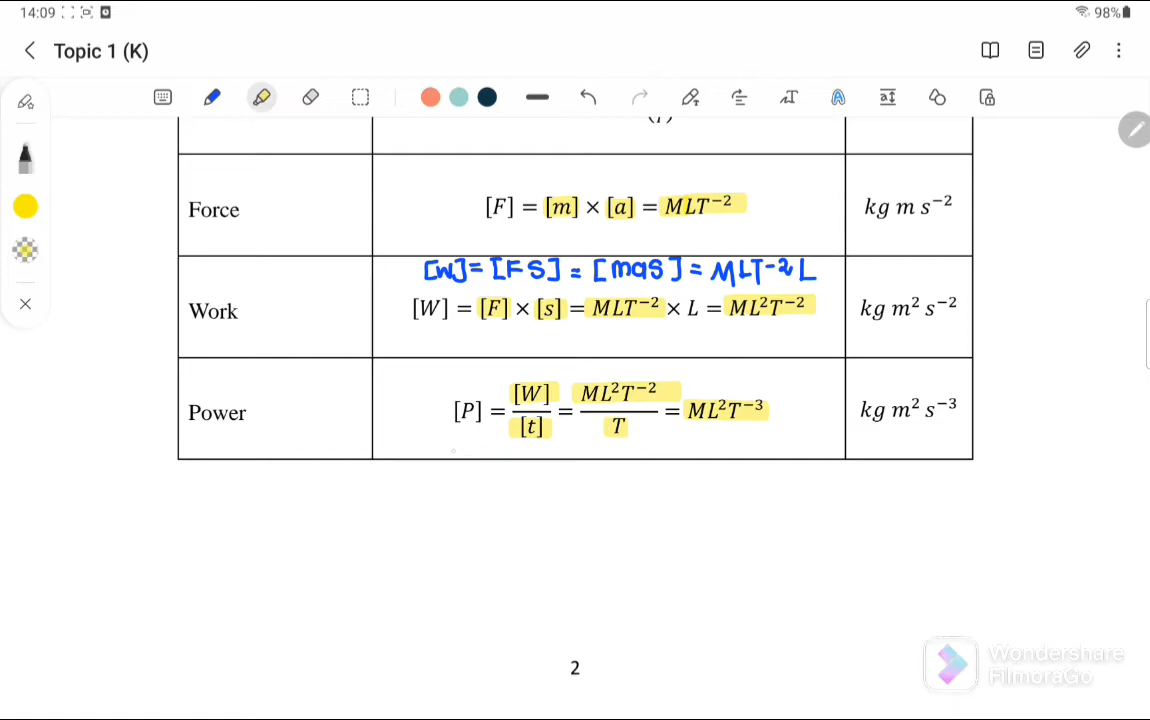 14:09 98%
Topic 1 (K)
Force [F] = [m] × [a] = MLT⁻² kg m s⁻²
[W] = [FS] = [mas] = MLT-2 L
Work [W] = [F] × [s] = MLT⁻² × L = ML²T⁻² kg m² s⁻²
Power [P] = [W]/[t] = ML²T⁻²/T = ML²T⁻³ kg m² s⁻³
2
Wondershare
FilmoraGo